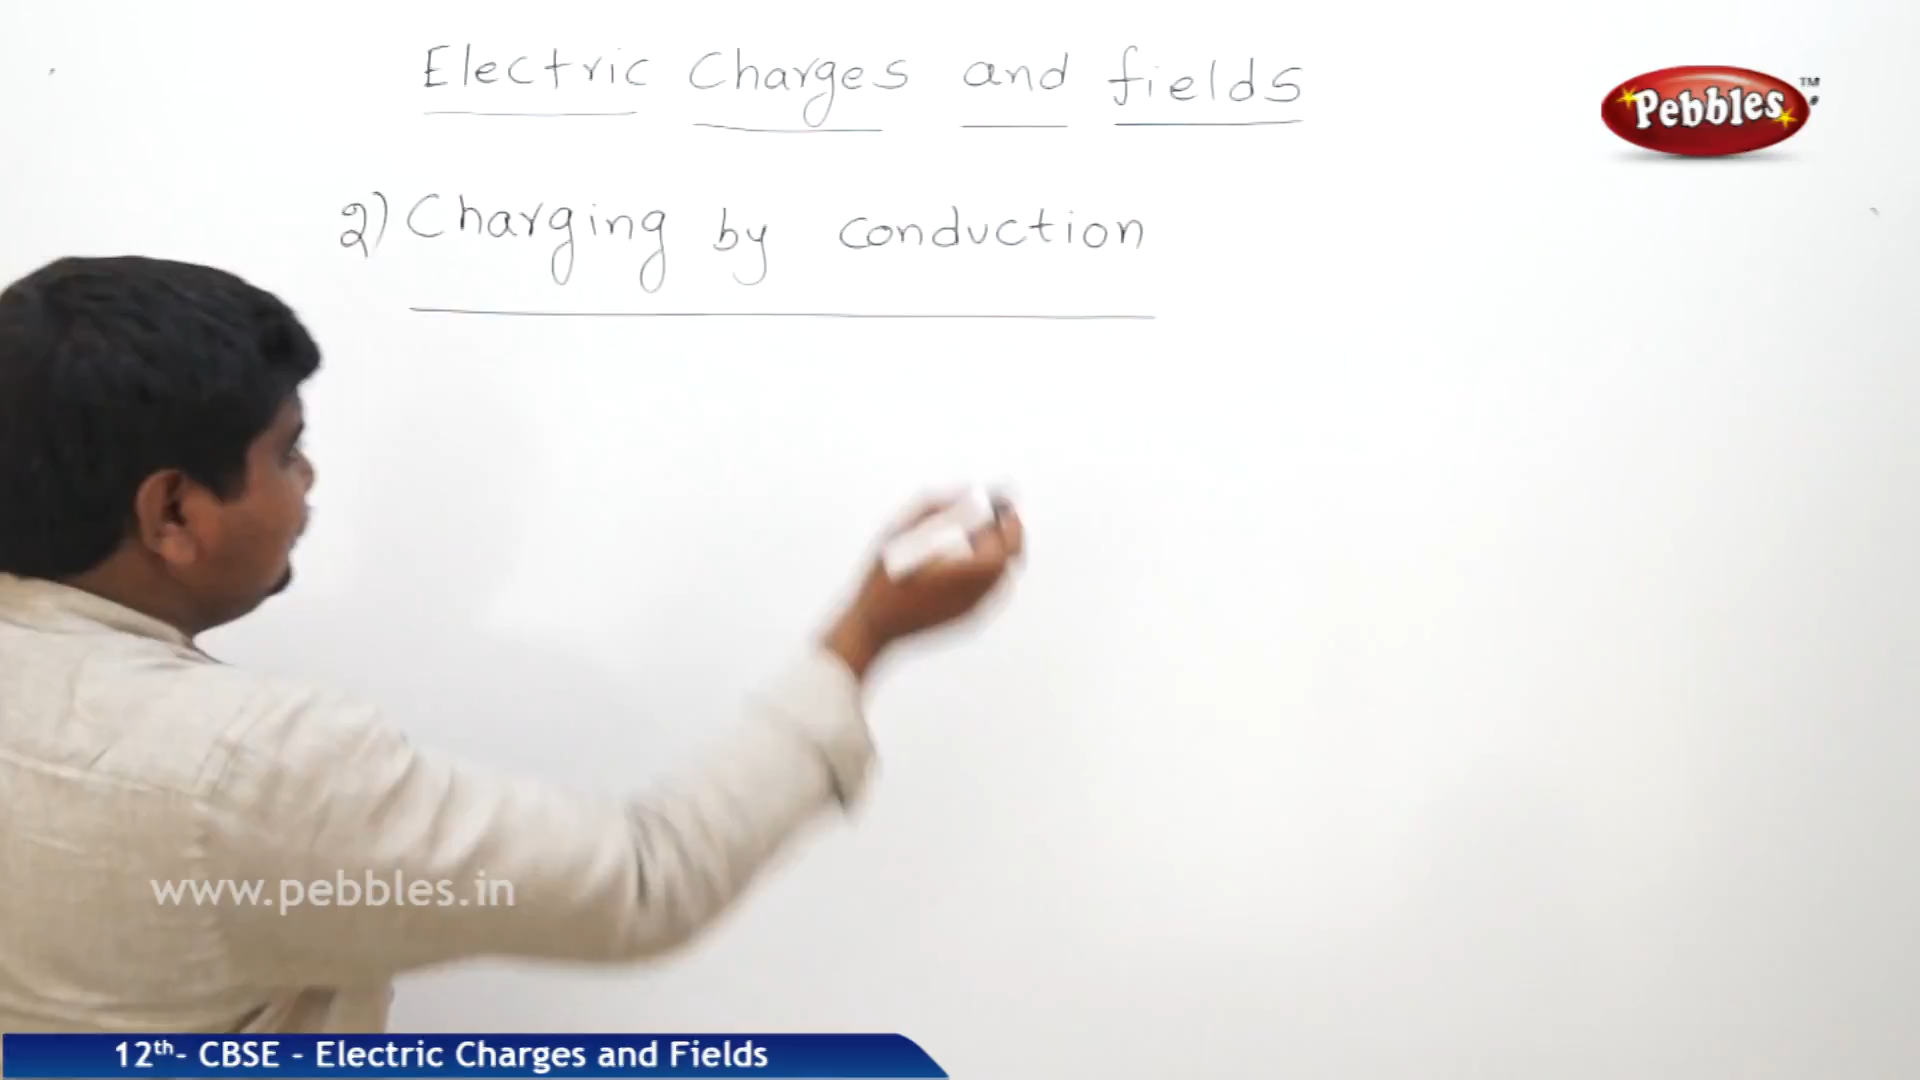 Electric Charges and fields
Pebbles TM
2) Charging by conduction
www.pebbles.in
12th- CBSE - Electric Charges and Fields